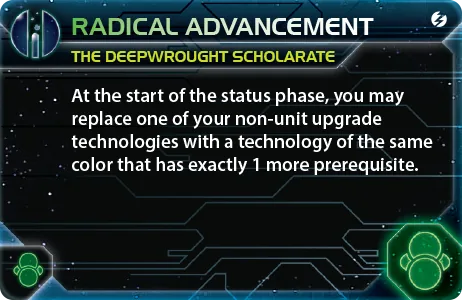 RADICAL ADVANCEMENT
THE DEEPWROUGHT SCHOLARATE
At the start of the status phase, you may
replace one of your non-unit upgrade
technologies with a technology of the same
color that has exactly 1 more prerequisite.